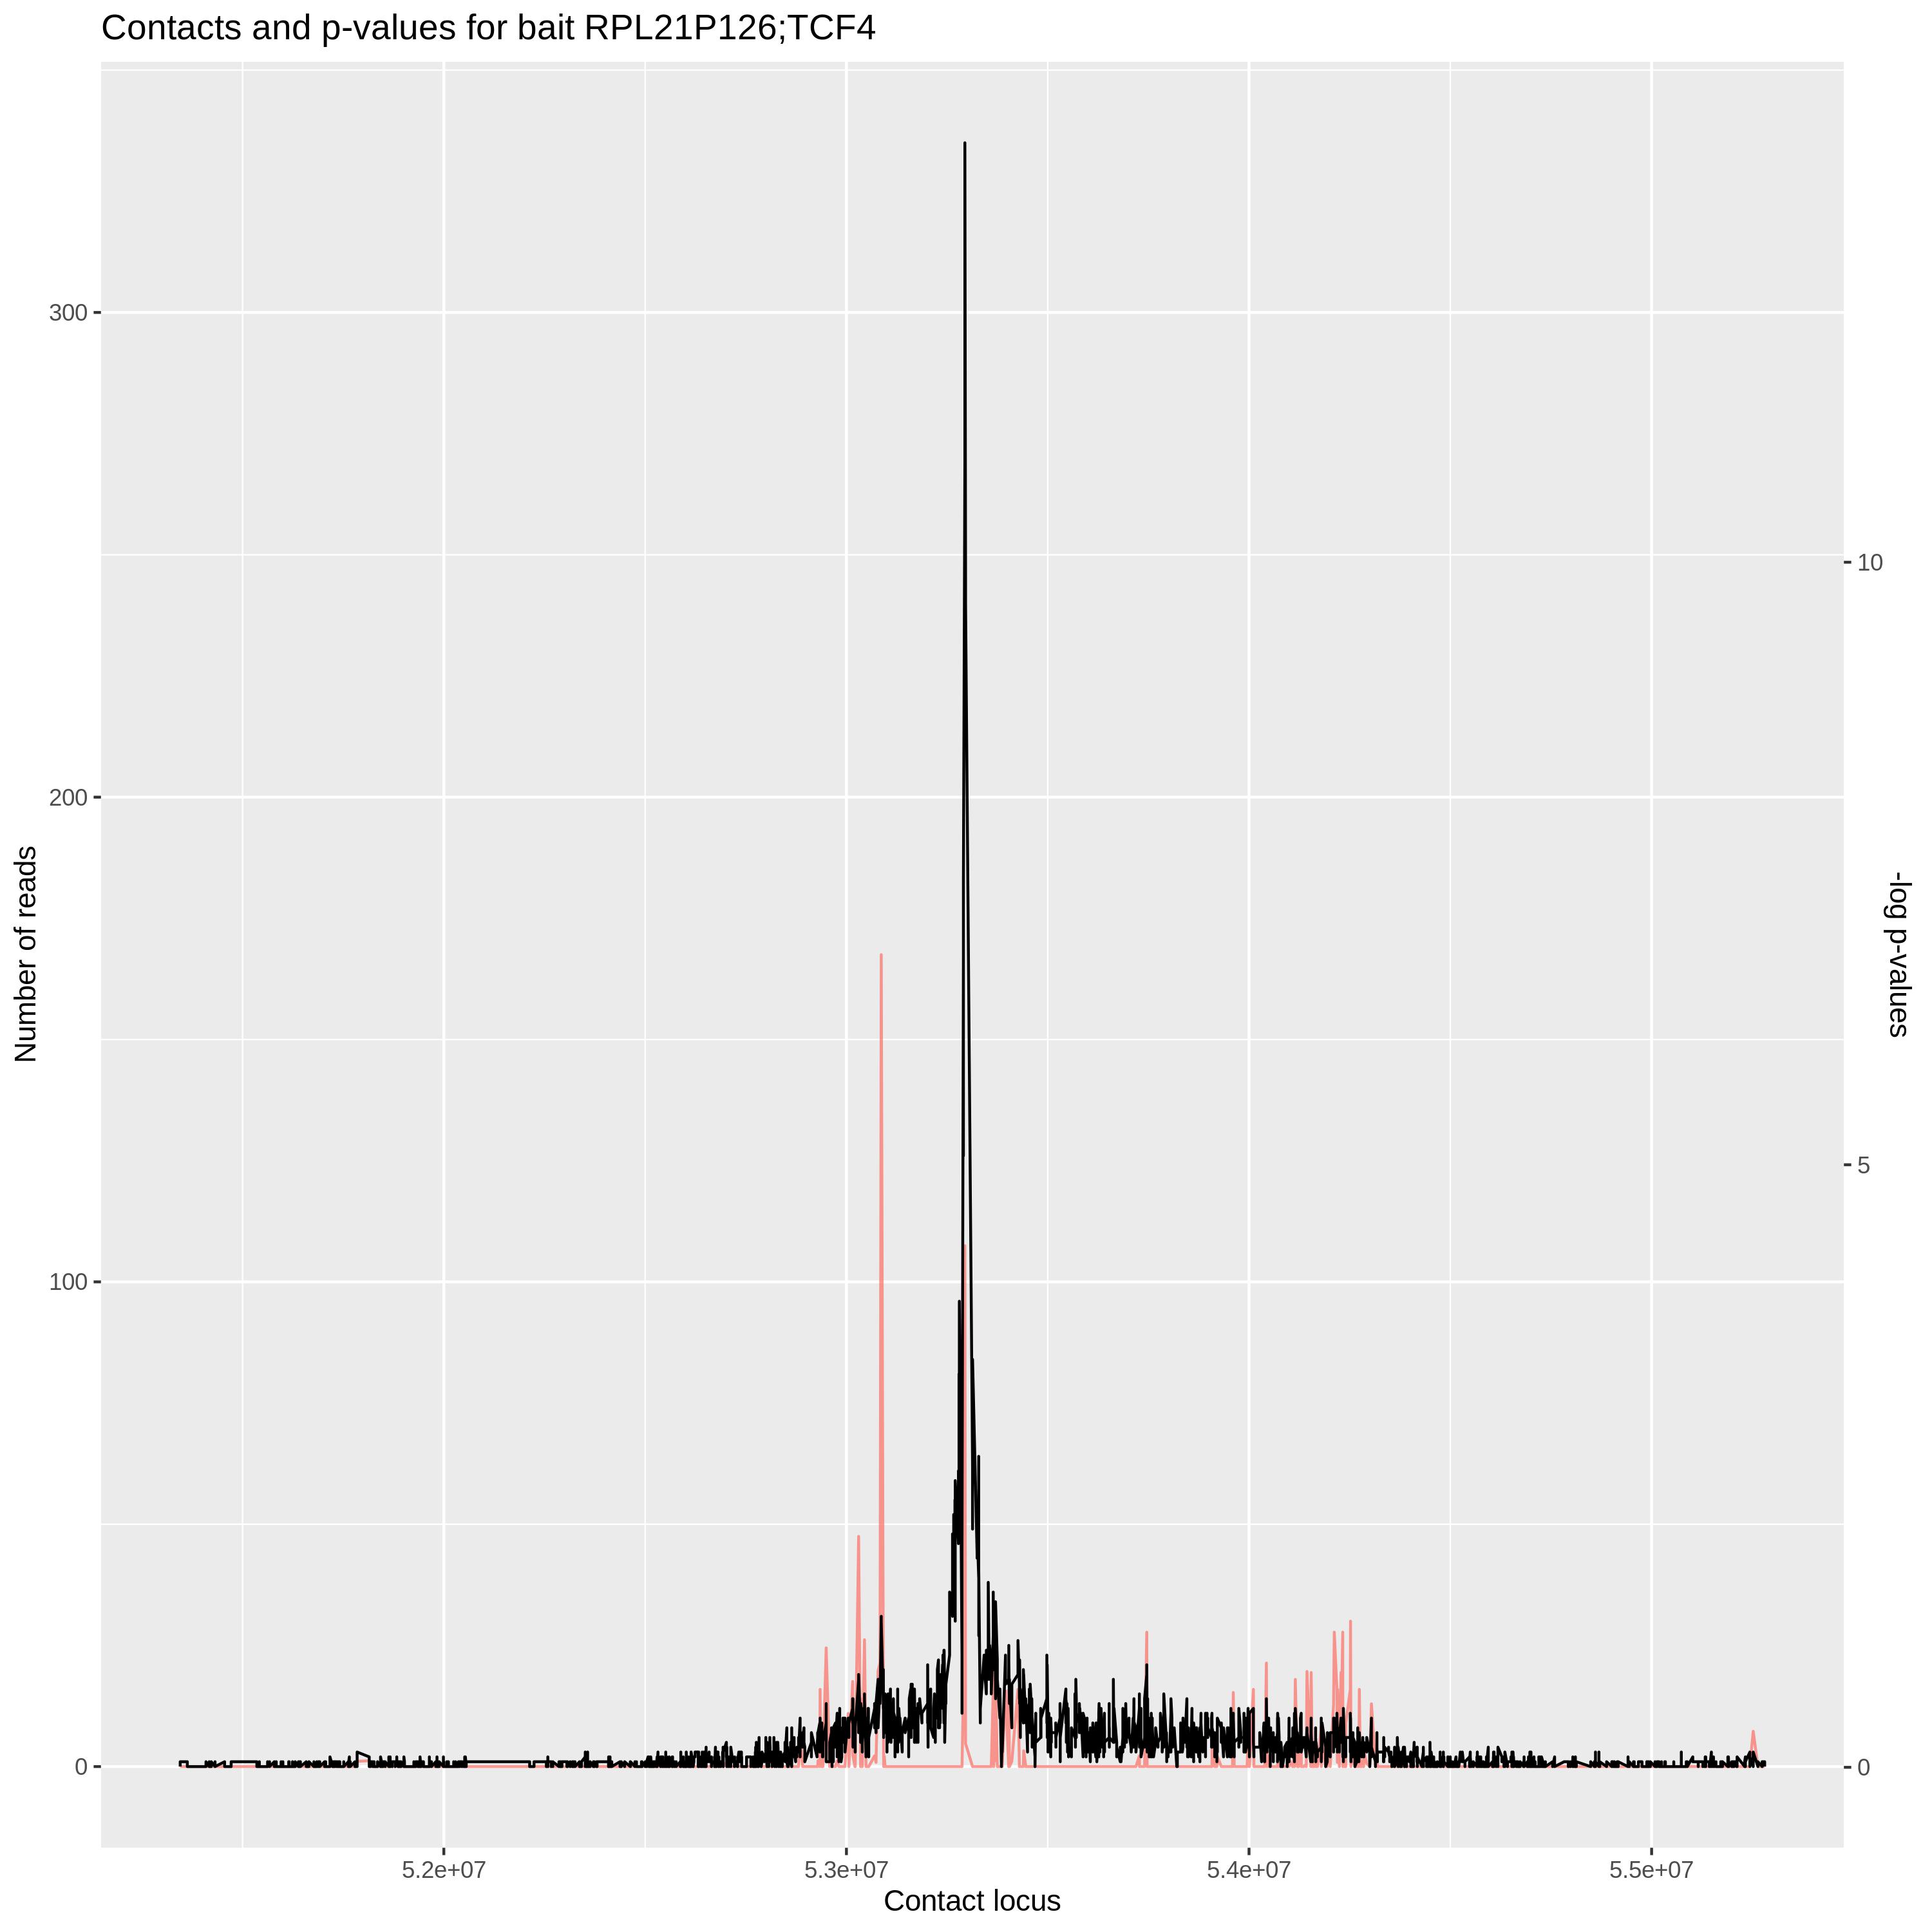 Contacts and p-values for bait RPL21P126;TCF4
Number of reads
300
200
100
0
10
5
0
-log p-values
5.2e+07
5.3e+07
5.4e+07
5.5e+07
Contact locus